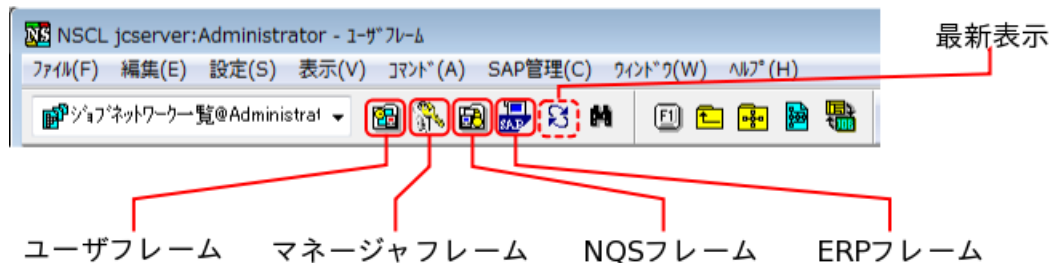 NS NSCL jcserver:Administrator - ﾕｰｻﾞﾌﾚｰﾑ
最新表示
ﾌｧｲﾙ(F) 編集(E) 設定(S) 表示(V) ｺﾏﾝﾄﾞ(A) SAP管理(C) ｳｨﾝﾄﾞｳ(W) ﾍﾙﾌﾟ(H)
ｼﾞｮﾌﾞﾈｯﾄﾜｰｸ一覧@Administrat SAP F1
ユーザフレーム マネージャフレーム NQSフレーム ERPフレーム